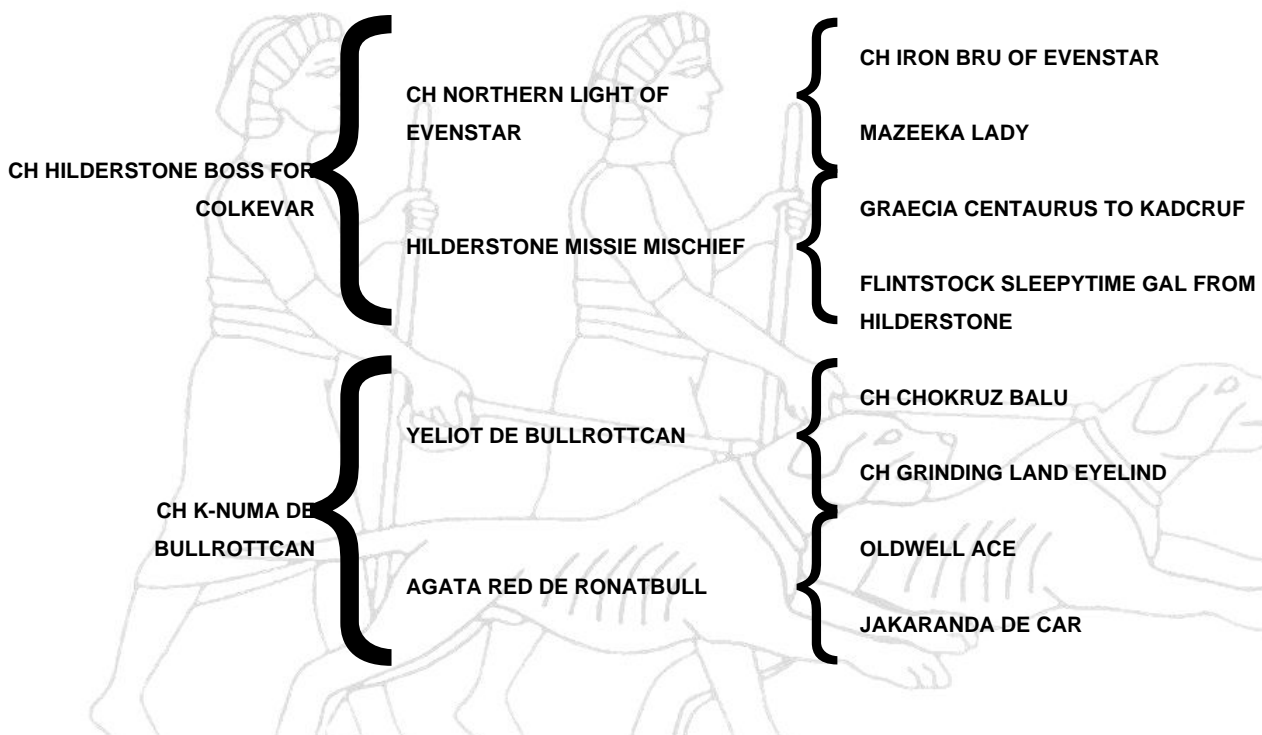 CH HILDERSTONE BOSS FOR
COLKEVAR
CH NORTHERN LIGHT OF
EVENSTAR
CH IRON BRU OF EVENSTAR
MAZEEKA LADY
HILDERSTONE MISSIE MISCHIEF
GRAECIA CENTAURUS TO KADCRUF
FLINTSTOCK SLEEPYTIME GAL FROM
HILDERSTONE
CH K-NUMA DE
BULLROTTCAN
YELIOT DE BULLROTTCAN
CH CHOKRUZ BALU
CH GRINDING LAND EYELIND
AGATA RED DE RONATBULL
OLDWELL ACE
JAKARANDA DE CAR